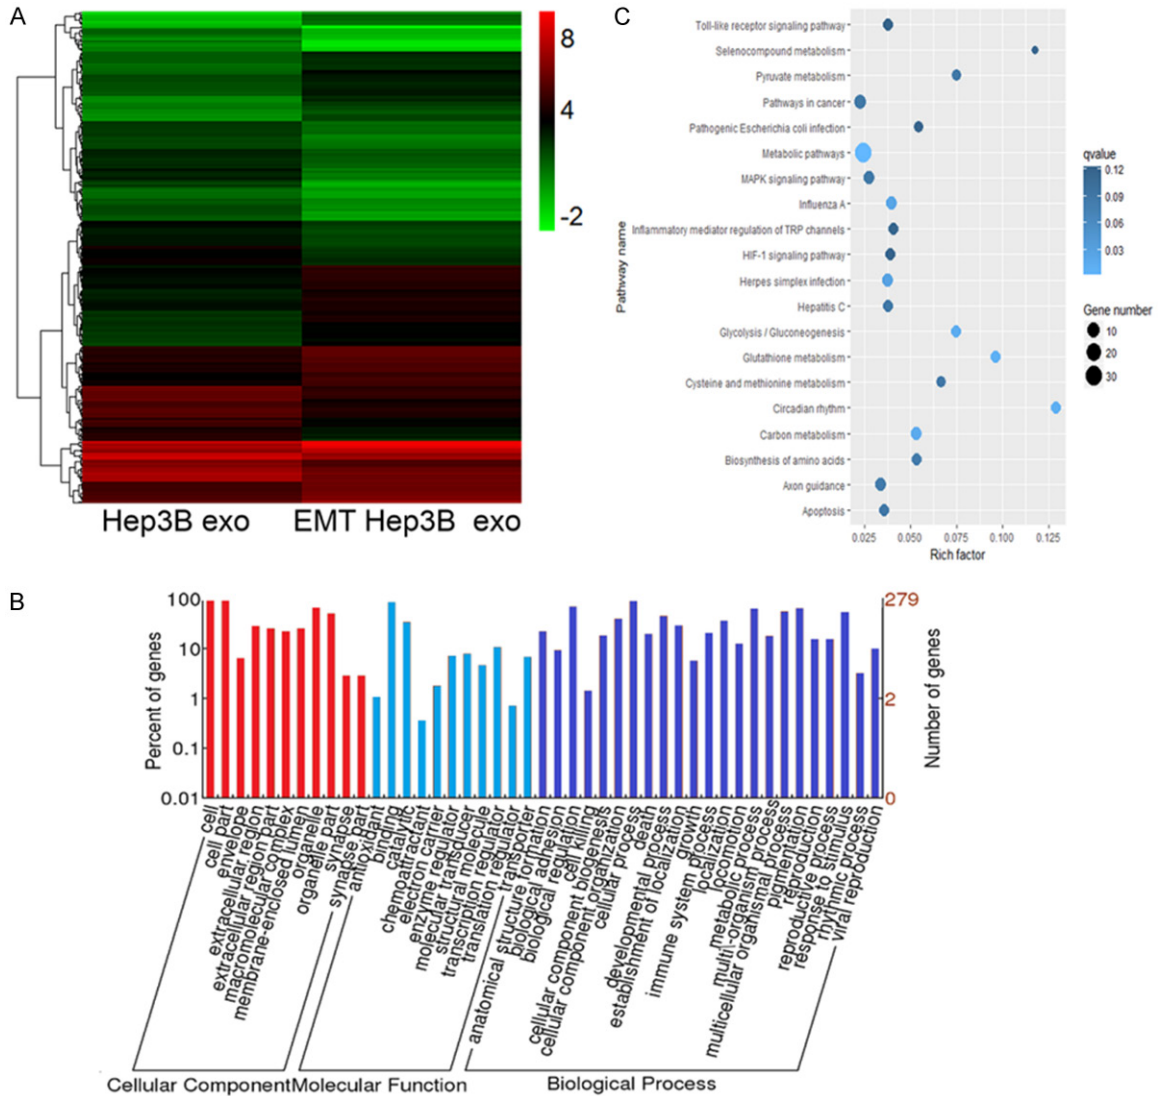 A
8
4
-2
Hep3B exo
EMT Hep3B exo
C
Pathway name
Toll-like receptor signaling pathway
Selenocompound metabolism
Pyruvate metabolism
Pathways in cancer
Pathogenic Escherichia coli infection
Metabolic pathways
MAPK signaling pathway
Influenza A
Inflammatory mediator regulation of TRP channels
HIF-1 signaling pathway
Herpes simplex infection
Hepatitis C
Glycolysis / Gluconeogenesis
Glutathione metabolism
Cysteine and methionine metabolism
Circadian rhythm
Carbon metabolism
Biosynthesis of amino acids
Axon guidance
Apoptosis
0.025 0.050 0.075 0.100 0.125
Rich factor
qvalue
0.12
0.09
0.06
0.03
Gene number
10
20
30
B
Percent of genes
100
10
1
0.1
0.01
279
2
0
Number of genes
cell
cell part
envelope
extracellular region
extracellular region part
macromolecular complex
membrane-enclosed lumen
organelle
organelle part
synapse
synapse part
antioxidant
binding
catalytic
chemoattractant
electron carrier
enzyme regulator
molecular transducer
structural molecule
transcription regulator
translation regulator
transporter
anatomical structure formation
biological adhesion
biological regulation
cell killing
cellular component biogenesis
cellular component organization
cellular process
death
developmental process
establishment of localization
growth
immune system process
localization
locomotion
metabolic process
multi-organism process
multicellular organismal process
pigmentation
reproduction
reproductive process
response to stimulus
rhythmic process
viral reproduction
Cellular Component
Molecular Function
Biological Process